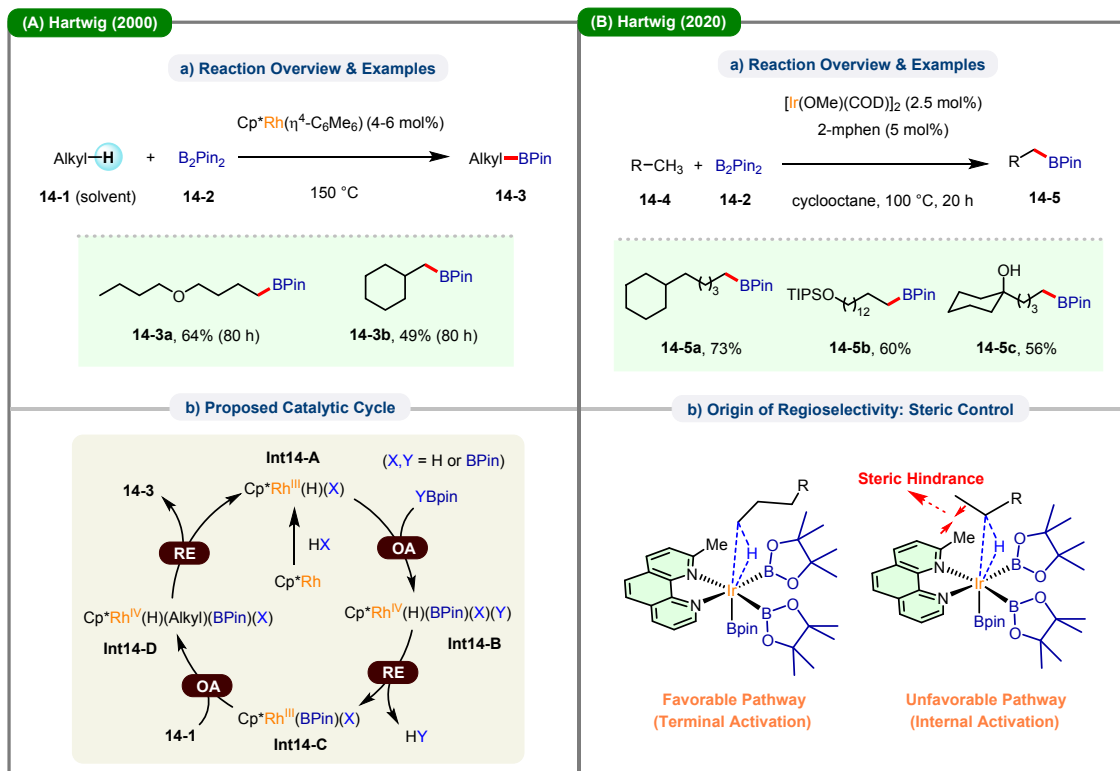 (A) Hartwig (2000)
a) Reaction Overview & Examples
Cp*Rh(η⁴-C₆Me₆) (4-6 mol%)
Alkyl–H + B₂Pin₂ Alkyl–BPin
14-1 (solvent) 14-2 150 °C 14-3
O BPin
14-3a, 64% (80 h)
BPin
14-3b, 49% (80 h)
b) Proposed Catalytic Cycle
Int14-A
(X,Y = H or BPin)
Cp*Rhᴵᴵᴵ(H)(X)
14-3
YBpin
RE
HX
OA
Cp*Rh
Cp*Rhᴵⱽ(H)(Alkyl)(BPin)(X)
Int14-D
Cp*Rhᴵⱽ(H)(BPin)(X)(Y)
Int14-B
OA
RE
Cp*Rhᴵᴵᴵ(BPin)(X)
14-1
Int14-C
HY
(B) Hartwig (2020)
a) Reaction Overview & Examples
[Ir(OMe)(COD)]₂ (2.5 mol%)
2-mphen (5 mol%)
R–CH₃ + B₂Pin₂ R BPin
14-4 14-2 cyclooctane, 100 °C, 20 h 14-5
( )₃ BPin
14-5a, 73%
TIPSO ( )₁₂ BPin
14-5b, 60%
OH
( )₃ BPin
14-5c, 56%
b) Origin of Regioselectivity: Steric Control
R
H
Me
N
N
Ir
B
O
O
B
O
O
Bpin
Favorable Pathway
(Terminal Activation)
Steric Hindrance
R
H
Me
N
N
Ir
B
O
O
B
O
O
Bpin
Unfavorable Pathway
(Internal Activation)